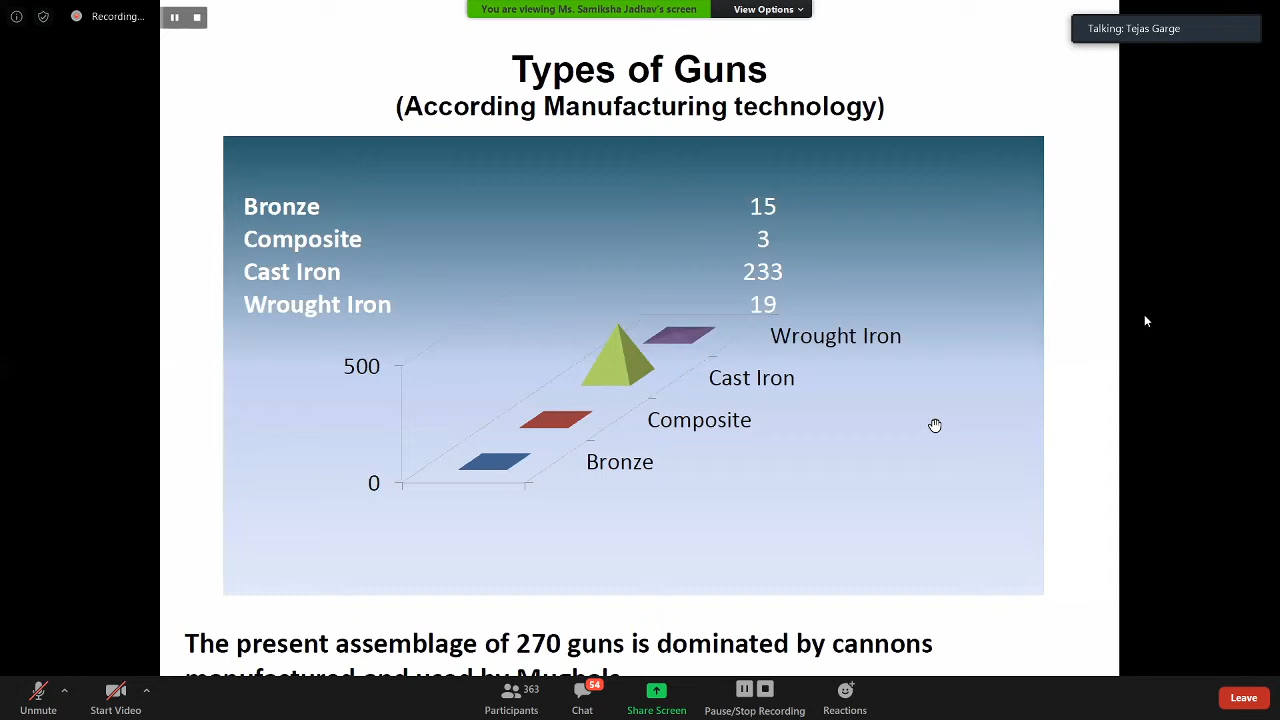 Recording...
You are viewing Ms. Samiksha Jadhav's screen
View Options
Talking: Tejas Garge
Types of Guns
(According Manufacturing technology)
Bronze 15
Composite 3
Cast Iron 233
Wrought Iron 19
Wrought Iron
500
Cast Iron
Composite
Bronze
0
The present assemblage of 270 guns is dominated by cannons
manufactured and used by Mughals
Unmute
Start Video
Participants
363
Chat
54
Share Screen
Pause/Stop Recording
Reactions
Leave